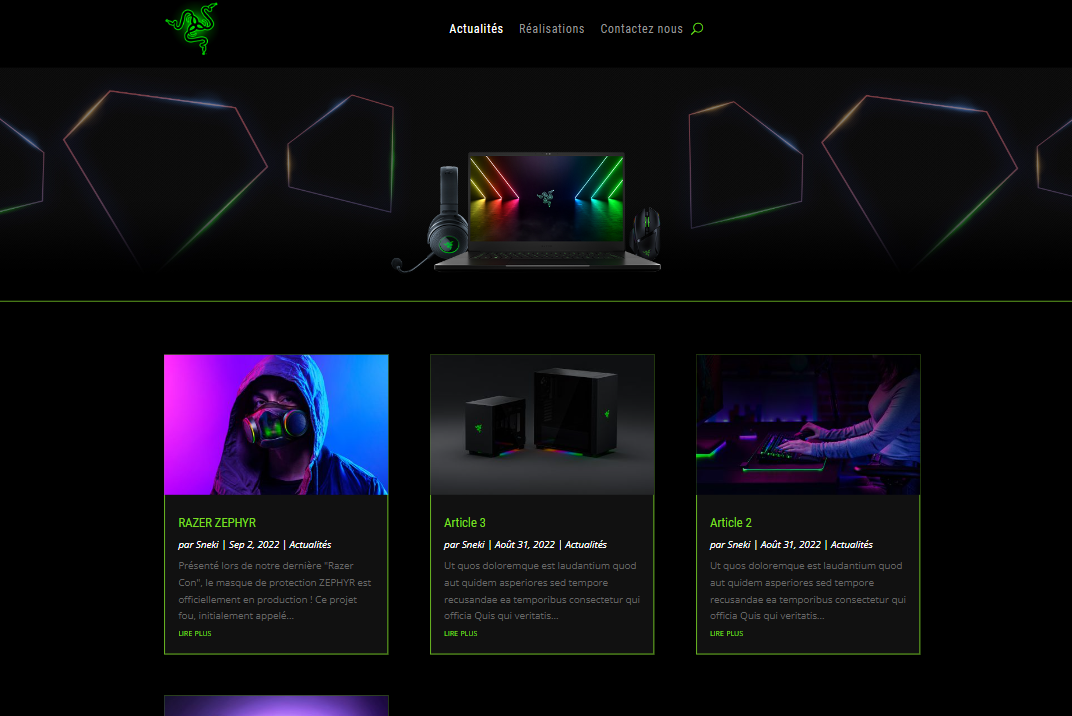 Actualités Réalisations Contactez nous
RAZER ZEPHYR
par Sneki | Sep 2, 2022 | Actualités
Présenté lors de notre dernière "Razer
Con", le masque de protection ZEPHYR est
officiellement en production ! Ce projet
fou, initialement appelé...
LIRE PLUS
Article 3
par Sneki | Août 31, 2022 | Actualités
Ut quos doloremque est laudantium quod
aut quidem asperiores sed tempore
recusandae ea temporibus consectetur qui
officia Quis qui veritatis...
LIRE PLUS
Article 2
par Sneki | Août 31, 2022 | Actualités
Ut quos doloremque est laudantium quod
aut quidem asperiores sed tempore
recusandae ea temporibus consectetur qui
officia Quis qui veritatis...
LIRE PLUS